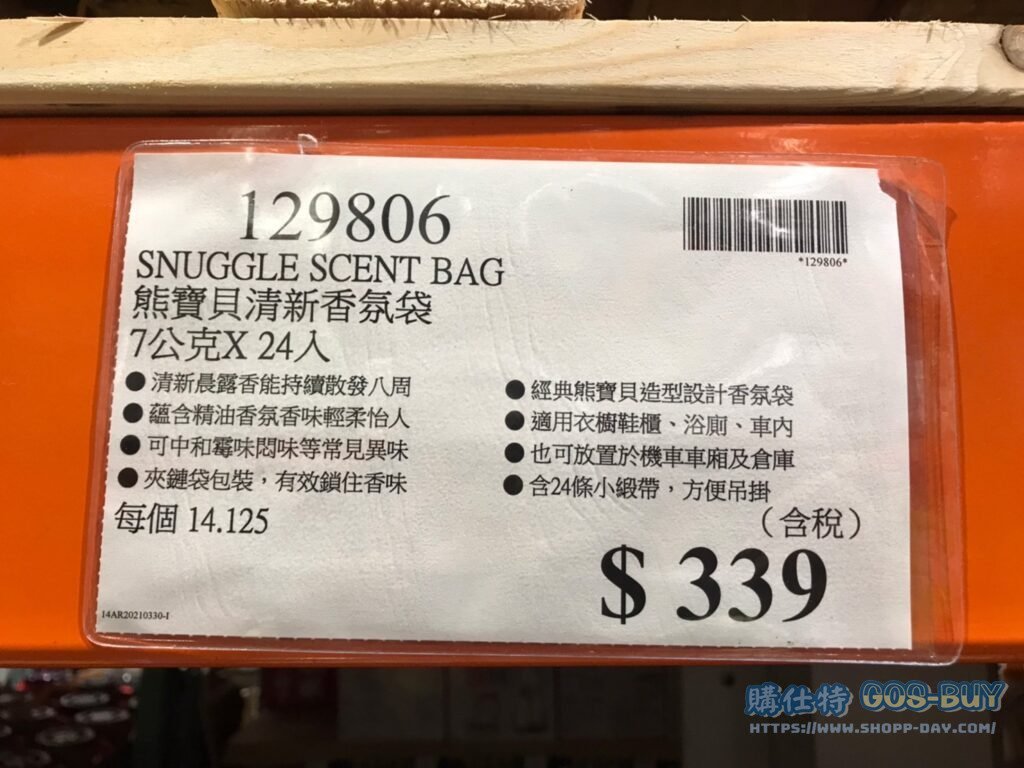 129806
*129806*
SNUGGLE SCENT BAG
熊寶貝清新香氛袋
7公克X 24入
● 清新晨露香能持續散發八周
● 蘊含精油香氛香味輕柔怡人
● 可中和霉味悶味等常見異味
● 夾鏈袋包裝，有效鎖住香味
● 經典熊寶貝造型設計香氛袋
● 適用衣櫥鞋櫃、浴廁、車內
● 也可放置於機車車廂及倉庫
● 含24條小緞帶，方便吊掛
每個 14.125
（含稅）
$ 339
14AR20210330-I
購仕特 GOS-BUY
HTTPS://WWW.SHOPP-DAY.COM/